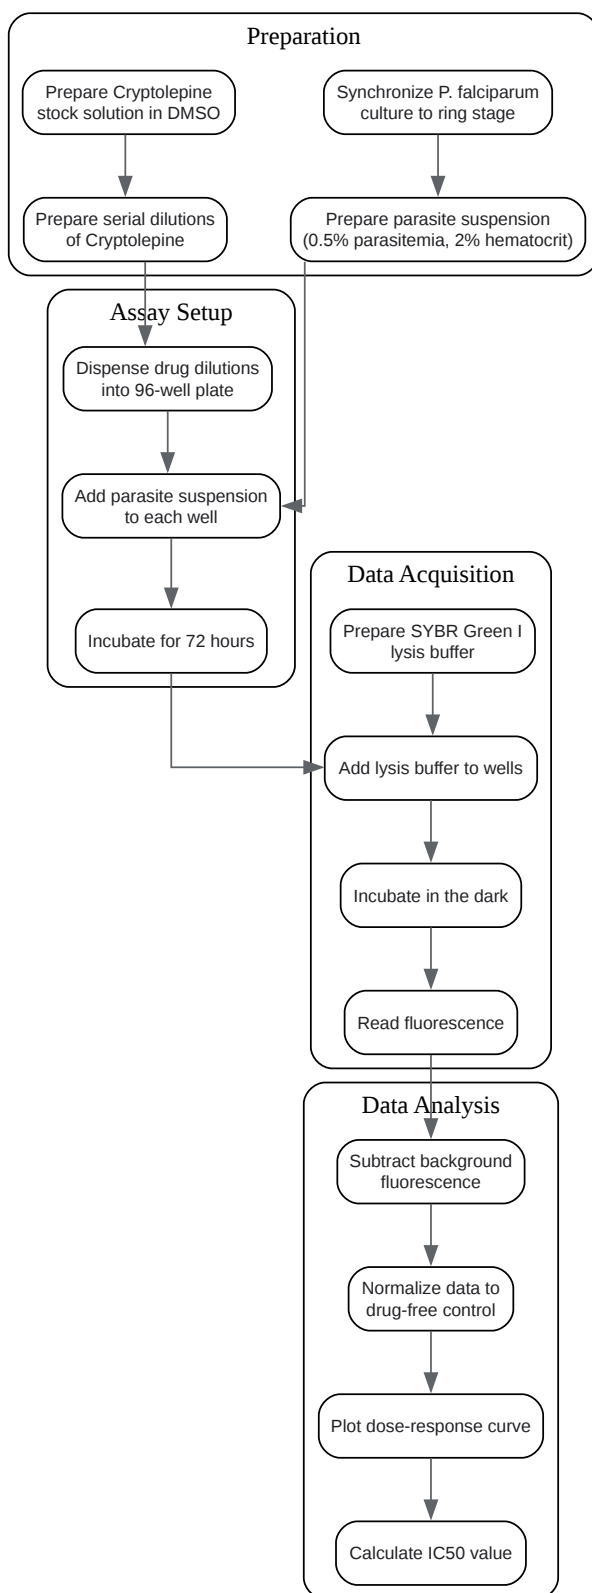 Preparation
Prepare Cryptolepine
stock solution in DMSO
Synchronize P. falciparum
culture to ring stage
Prepare serial dilutions
of Cryptolepine
Prepare parasite suspension
(0.5% parasitemia, 2% hematocrit)
Assay Setup
Dispense drug dilutions
into 96-well plate
Add parasite suspension
to each well
Incubate for 72 hours
Data Acquisition
Prepare SYBR Green I
lysis buffer
Add lysis buffer to wells
Incubate in the dark
Read fluorescence
Data Analysis
Subtract background
fluorescence
Normalize data to
drug-free control
Plot dose-response curve
Calculate IC50 value